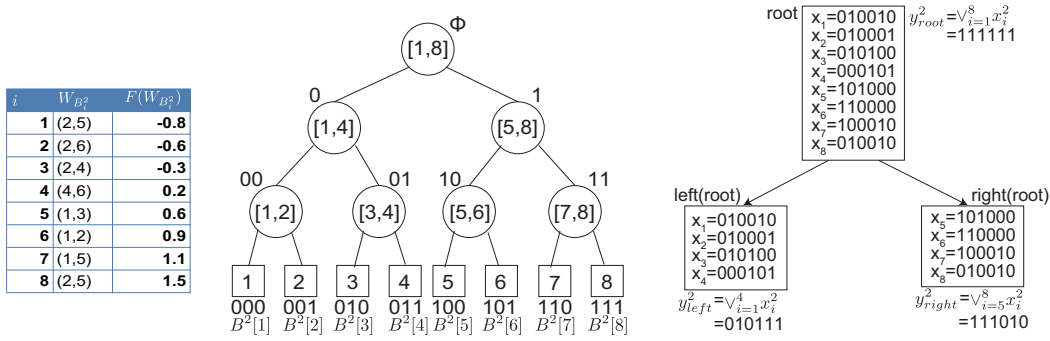 i W_{B_i^2} F(W_{B_i^2})
1 (2,5) -0.8
2 (2,6) -0.6
3 (2,4) -0.3
4 (4,6) 0.2
5 (1,3) 0.6
6 (1,2) 0.9
7 (1,5) 1.1
8 (2,5) 1.5
Φ
[1,8]
0 1
[1,4] [5,8]
00 01 10 11
[1,2] [3,4] [5,6] [7,8]
1 2 3 4 5 6 7 8
000 001 010 011 100 101 110 111
B^2[1] B^2[2] B^2[3] B^2[4] B^2[5] B^2[6] B^2[7] B^2[8]
root
x_1=010010
x_2=010001
x_3=010100
x_4=000101
x_5=101000
x_6=110000
x_7=100010
x_8=010010
y^2_{root}=∨^8_{i=1}x^2_i
=111111
left(root)
x_1=010010
x_2=010001
x_3=010100
x_4=000101
y^2_{left}=∨^4_{i=1}x^2_i
=010111
right(root)
x_5=101000
x_6=110000
x_7=100010
x_8=010010
y^2_{right}=∨^8_{i=5}x^2_i
=111010